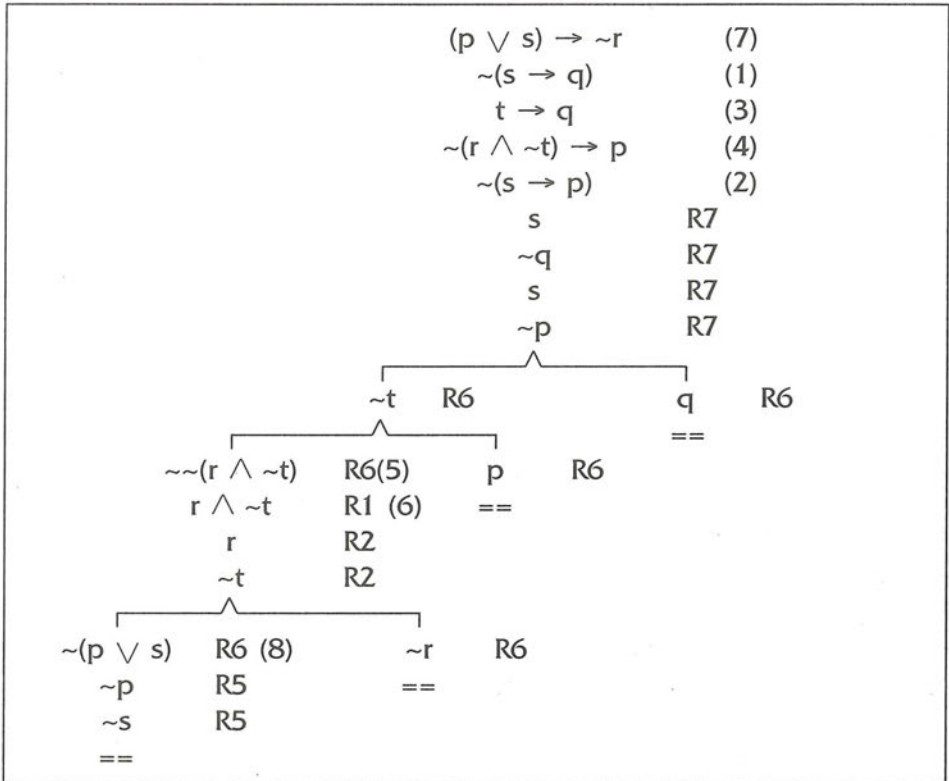 (p ∨ s) → ~r (7)
~(s → q) (1)
t → q (3)
~(r ∧ ~t) → p (4)
~(s → p) (2)
s R7
~q R7
s R7
~p R7
~t R6 q R6
==
~~(r ∧ ~t) R6(5) p R6
r ∧ ~t R1 (6) ==
r R2
~t R2
~(p ∨ s) R6 (8) ~r R6
~p R5 ==
~s R5
==